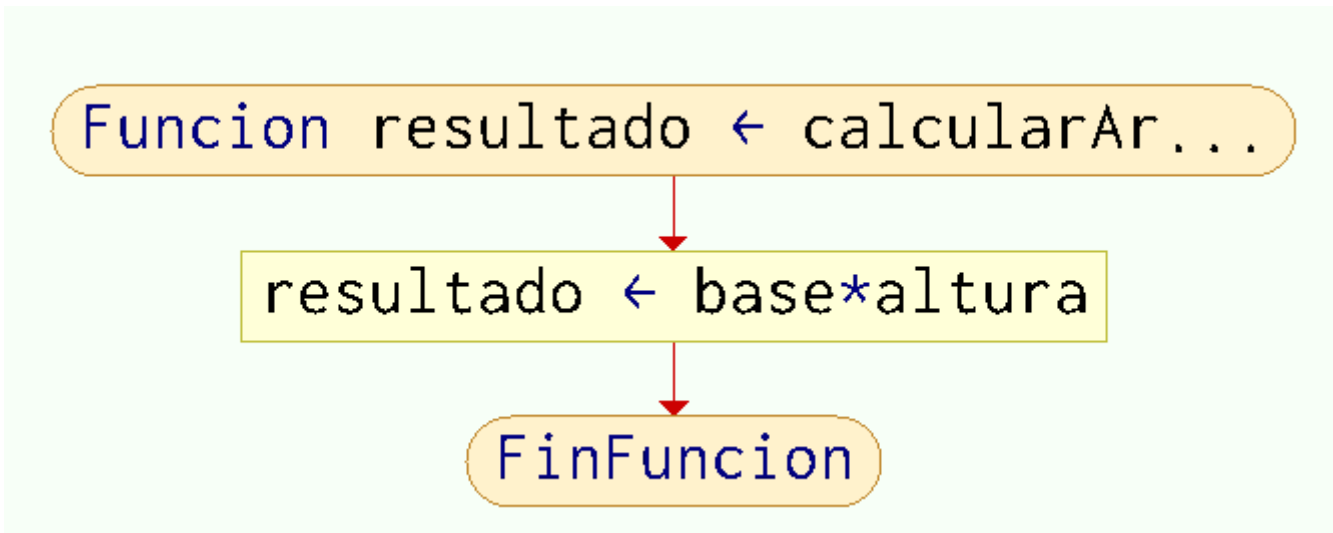 Funcion resultado ← calcularAr...
resultado ← base*altura
FinFuncion